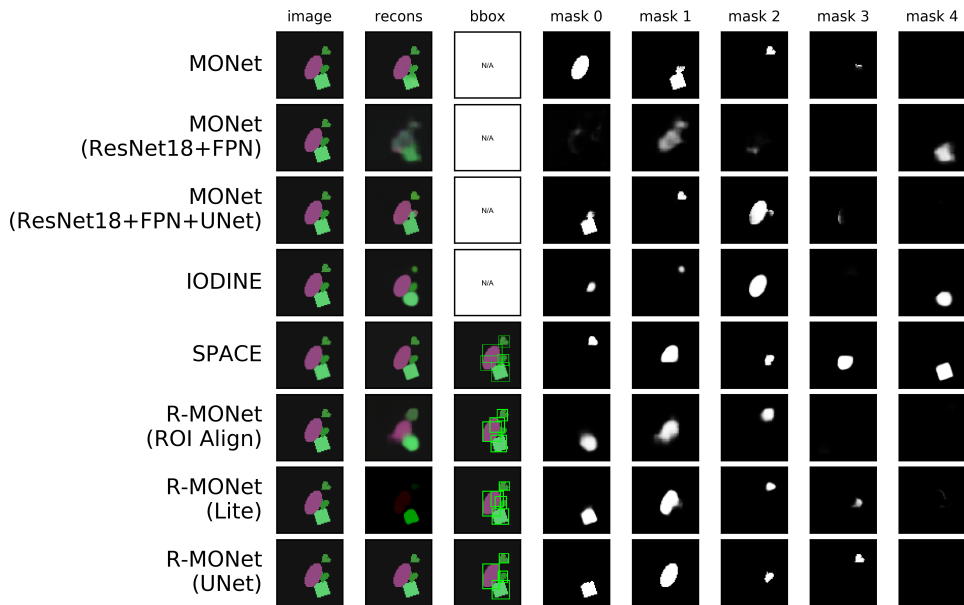 image recons bbox mask 0 mask 1 mask 2 mask 3 mask 4
MONet
N/A
MONet
(ResNet18+FPN)
N/A
MONet
(ResNet18+FPN+UNet)
N/A
IODINE
N/A
SPACE
R-MONet
(ROI Align)
R-MONet
(Lite)
R-MONet
(UNet)